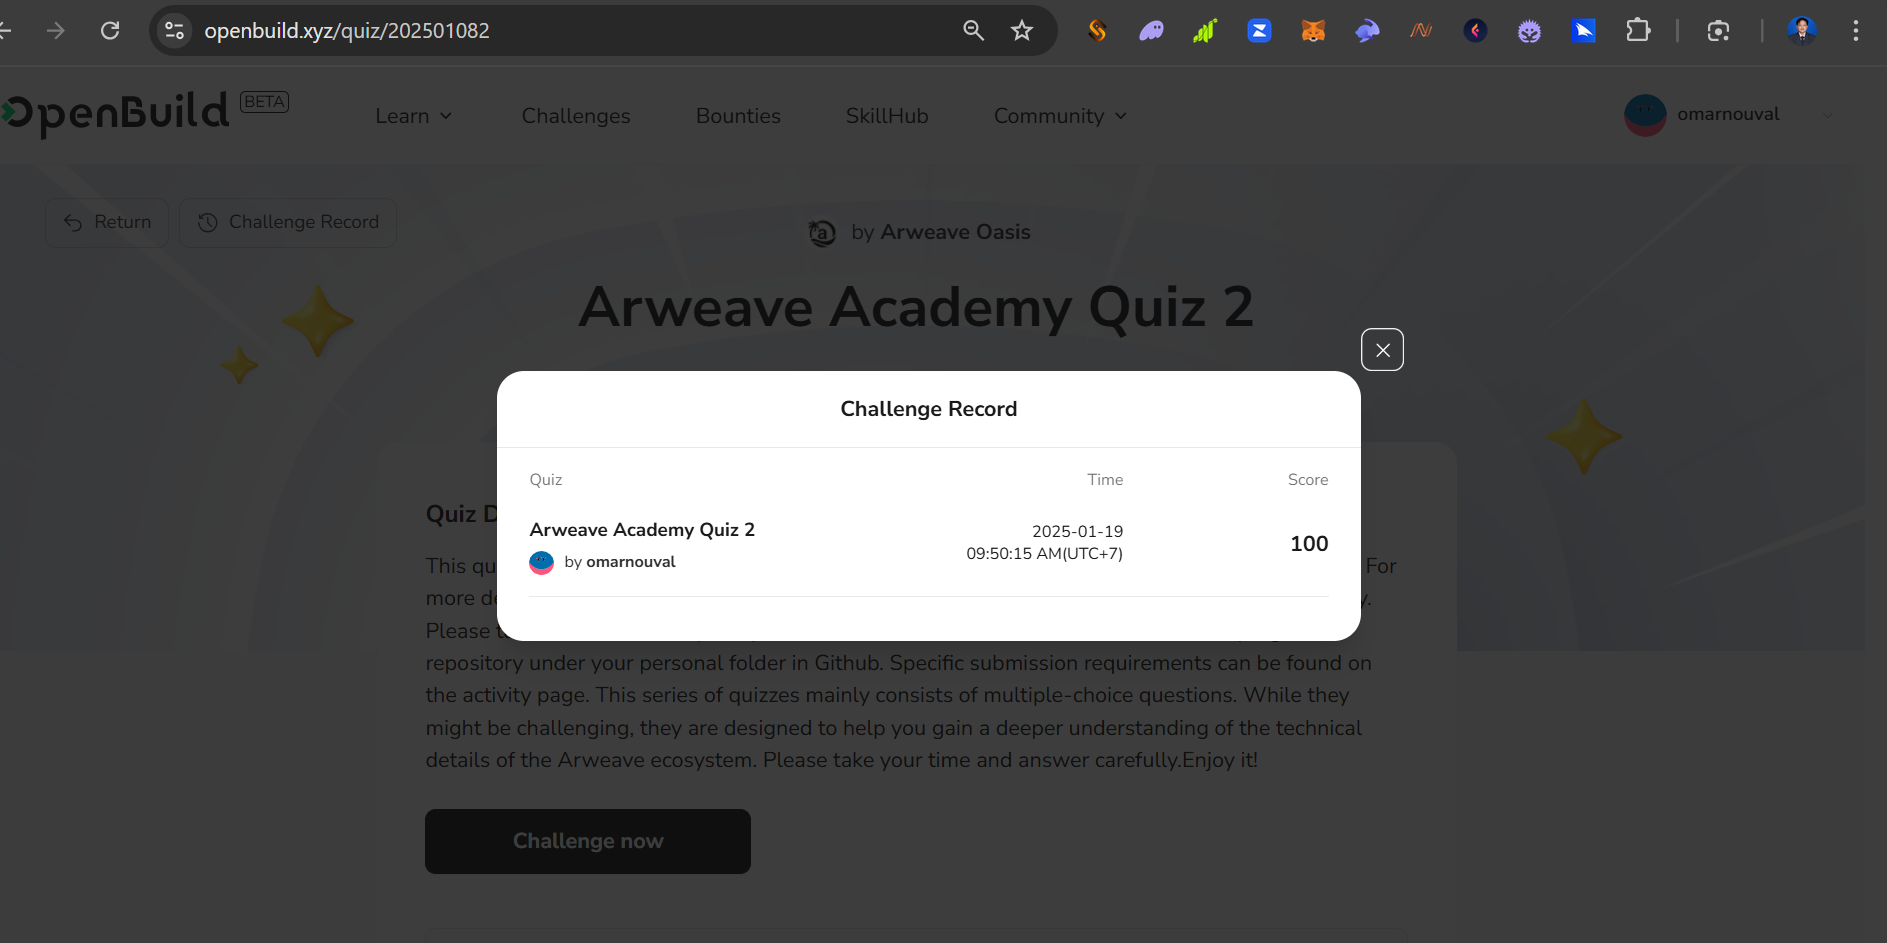 openbuild.xyz/quiz/202501082
OpenBuild BETA
Learn
Challenges
Bounties
SkillHub
Community
omarnouval
Return
Challenge Record
by Arweave Oasis
Arweave Academy Quiz 2
Challenge Record
Quiz Time Score
Arweave Academy Quiz 2
by omarnouval
2025-01-19
09:50:15 AM(UTC+7)
100
Quiz D
This qu For
more de y.
Please t
repository under your personal folder in Github. Specific submission requirements can be found on
the activity page. This series of quizzes mainly consists of multiple-choice questions. While they
might be challenging, they are designed to help you gain a deeper understanding of the technical
details of the Arweave ecosystem. Please take your time and answer carefully.Enjoy it!
Challenge now